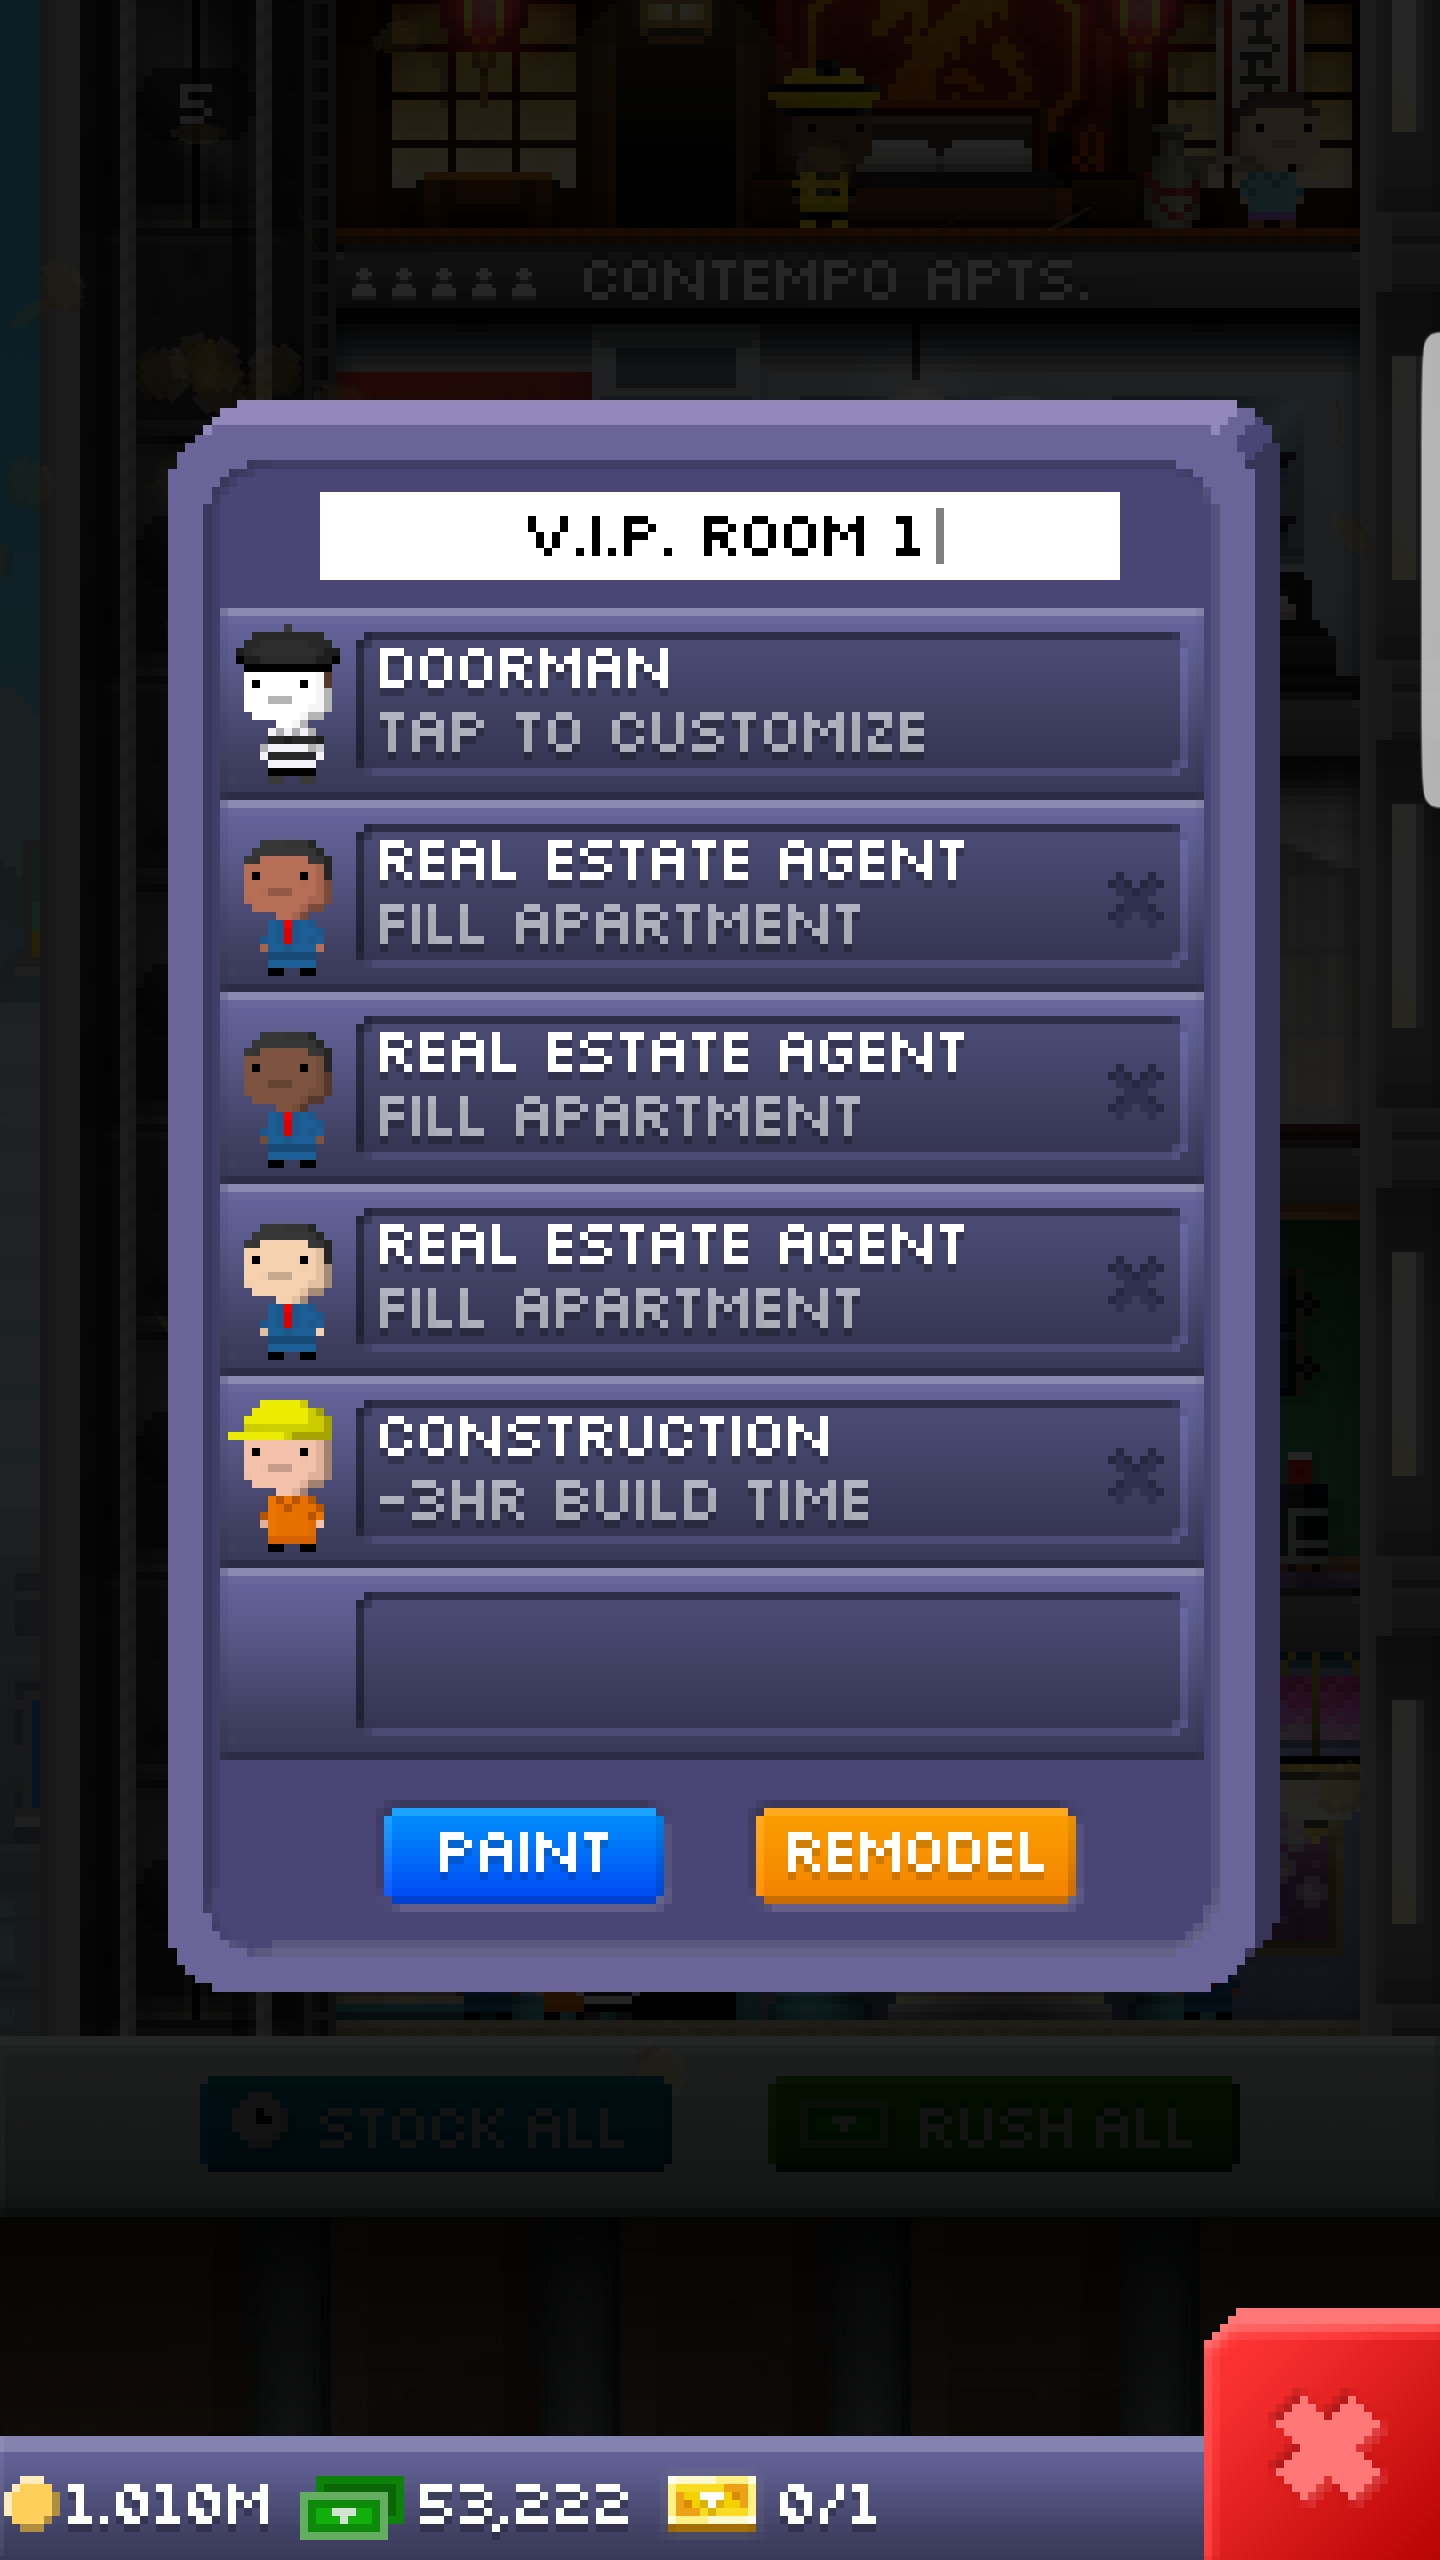 5
CONTEMPO APTS.
V.I.P. ROOM 1
DOORMAN
TAP TO CUSTOMIZE
REAL ESTATE AGENT
FILL APARTMENT
REAL ESTATE AGENT
FILL APARTMENT
REAL ESTATE AGENT
FILL APARTMENT
CONSTRUCTION
-3HR BUILD TIME
PAINT
REMODEL
STOCK ALL
RUSH ALL
1.010M
53,222
0/1